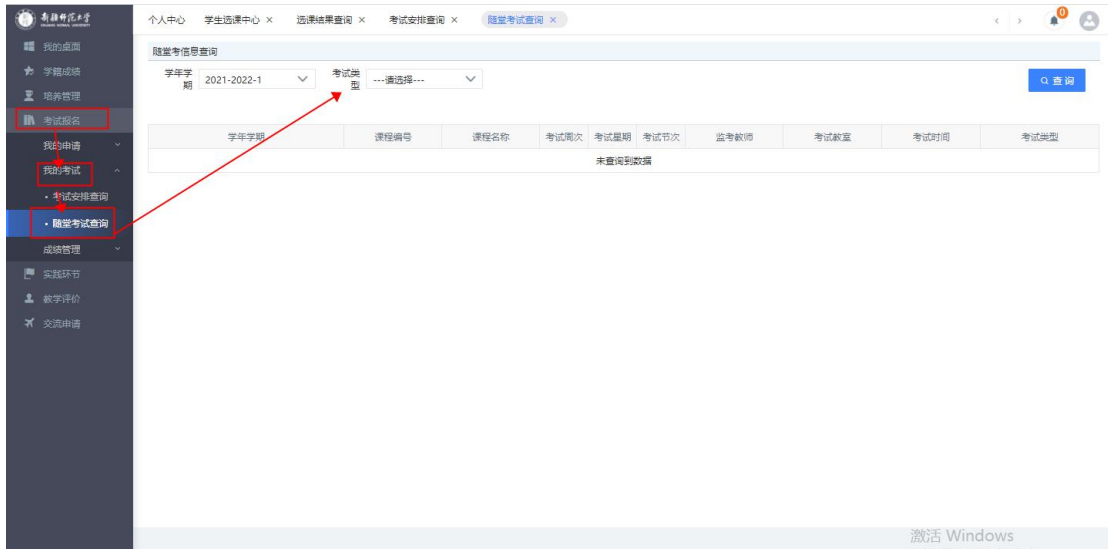 新疆师范大学
个人中心 学生选课中心 × 选课结果查询 × 考试安排查询 × 随堂考试查询 × < > 0
我的桌面
学籍成绩
培养管理
考试报名
我的申请
我的考试
· 考试安排查询
· 随堂考试查询
成绩管理
实践环节
教学评价
交流申请
随堂考信息查询
学年学期 2021-2022-1 考试类型 ---请选择--- 查询
学年学期 课程编号 课程名称 考试周次 考试星期 考试节次 监考教师 考试教室 考试时间 考试类型
未查询到数据
激活 Windows